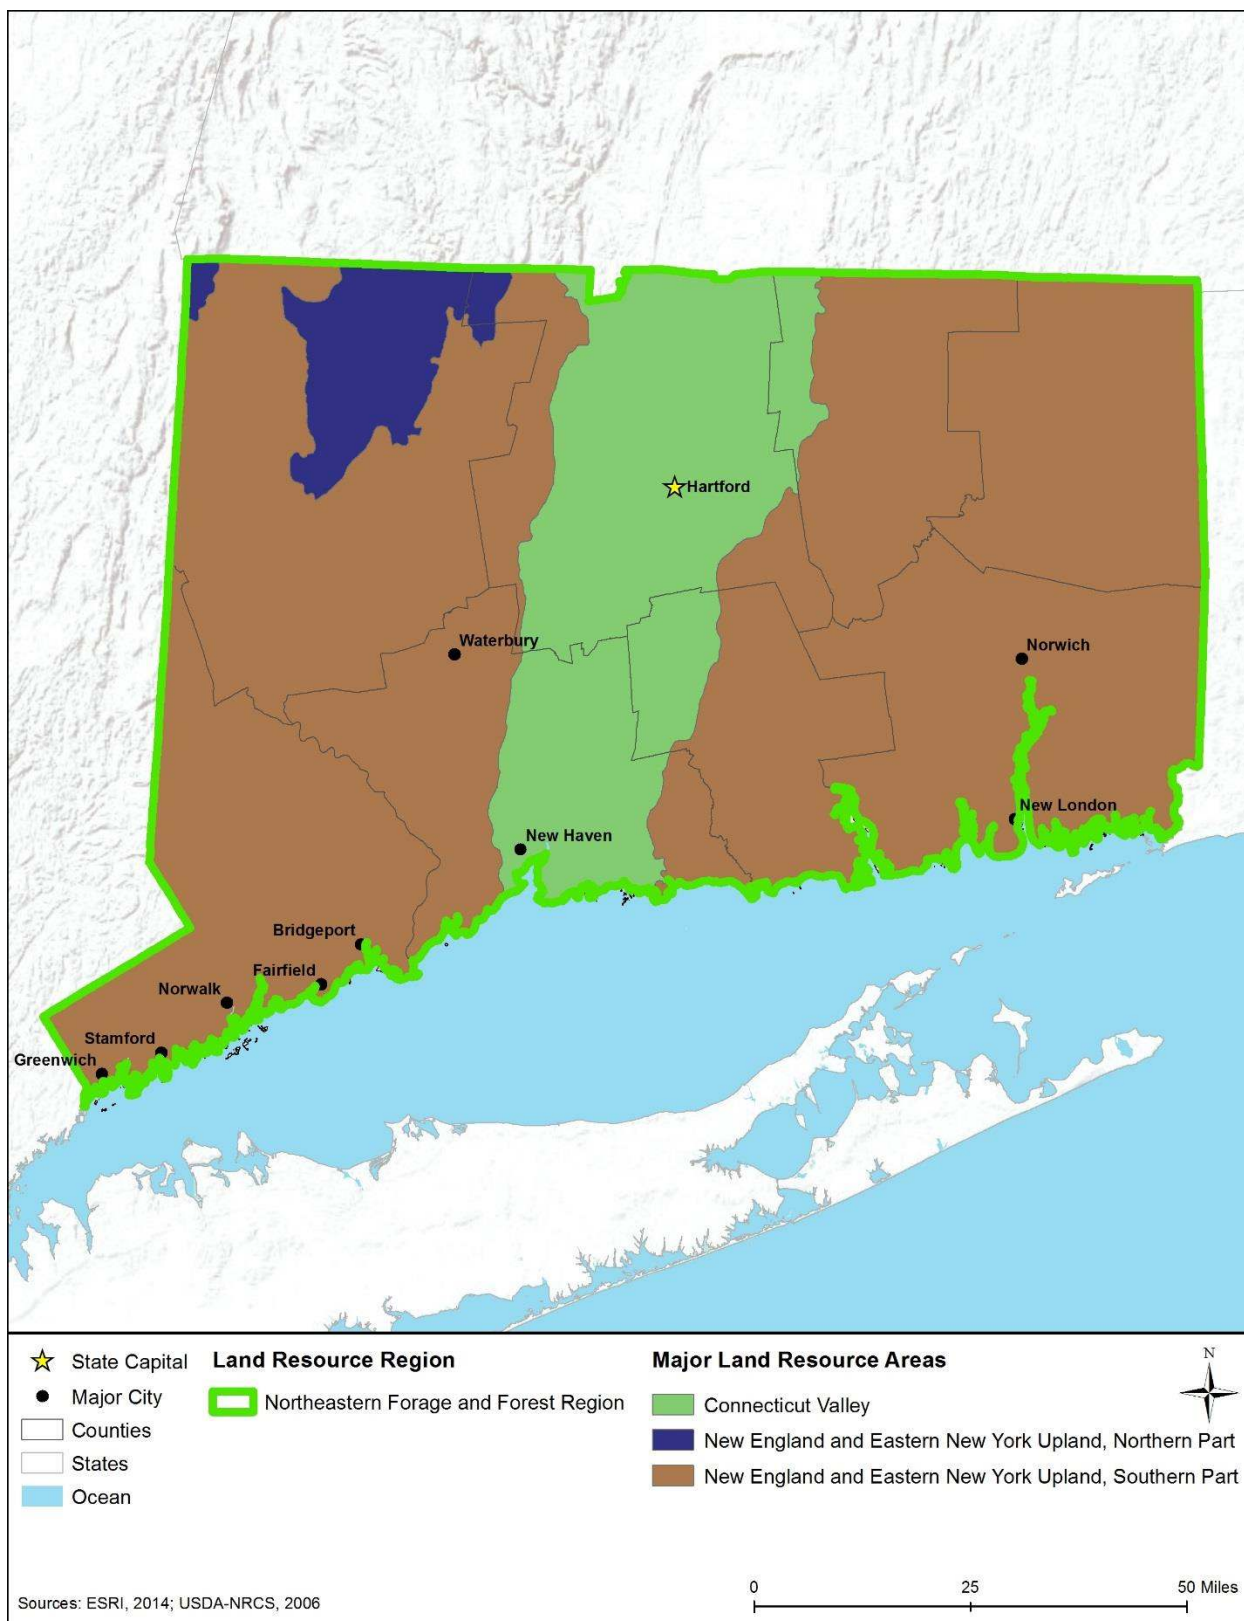 Hartford
Waterbury
Norwich
New London
New Haven
Bridgeport
Fairfield
Norwalk
Stamford
Greenwich
State Capital
Major City
Counties
States
Ocean
Land Resource Region
Northeastern Forage and Forest Region
Major Land Resource Areas
Connecticut Valley
New England and Eastern New York Upland, Northern Part
New England and Eastern New York Upland, Southern Part
N
Sources: ESRI, 2014; USDA-NRCS, 2006
0 25 50 Miles